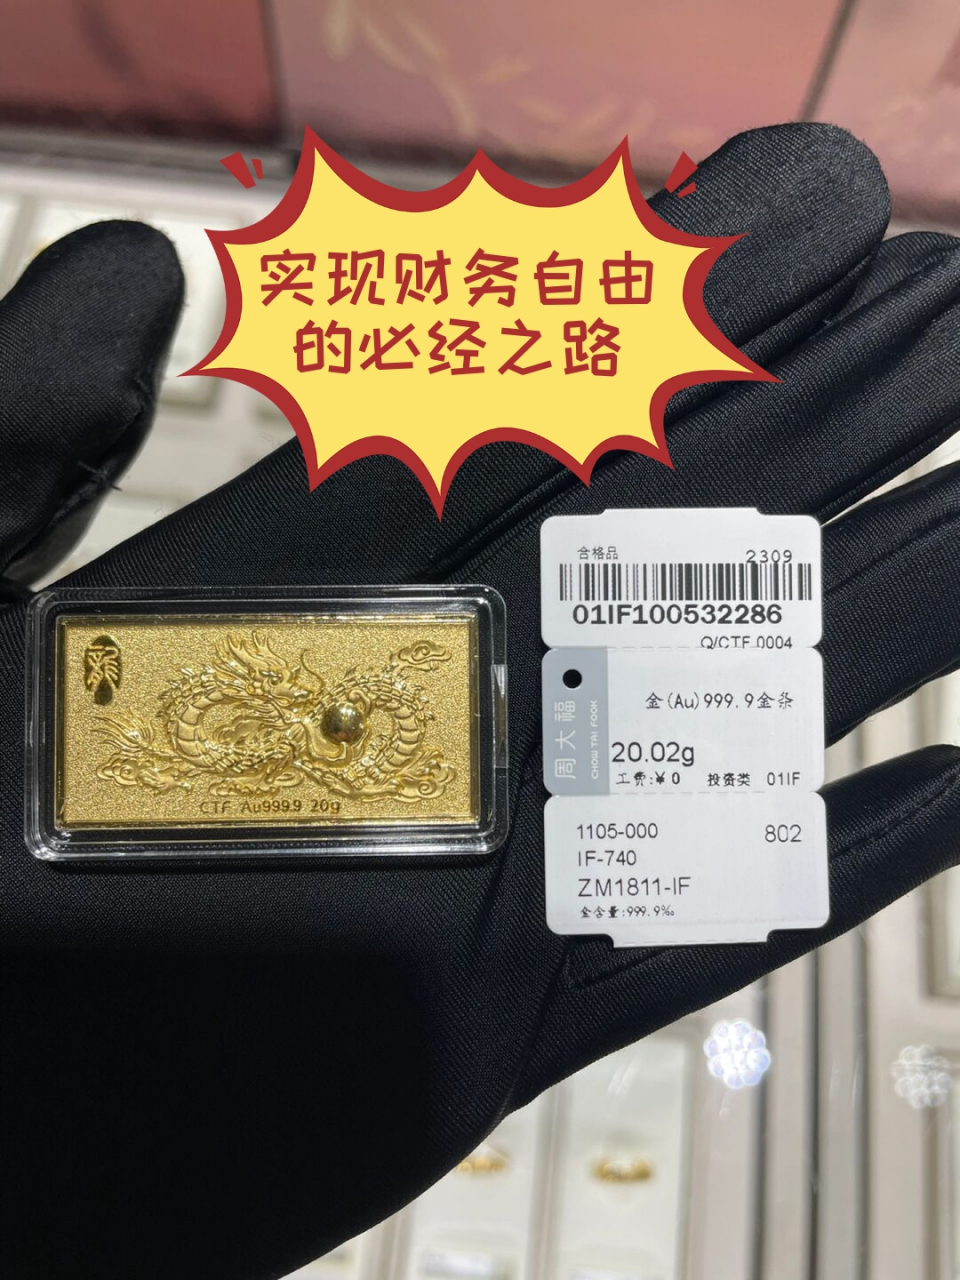 实现财务自由
的必经之路
合格品
2309
01IF100532286
Q/CTF 0004
周大福
CHOW TAI FOOK
金(Au)999.9金条
20.02g
工费:¥0 投资类 01IF
1105-000 802
IF-740
ZM1811-IF
金含量:999.9‰
CTF Au999.9 20g